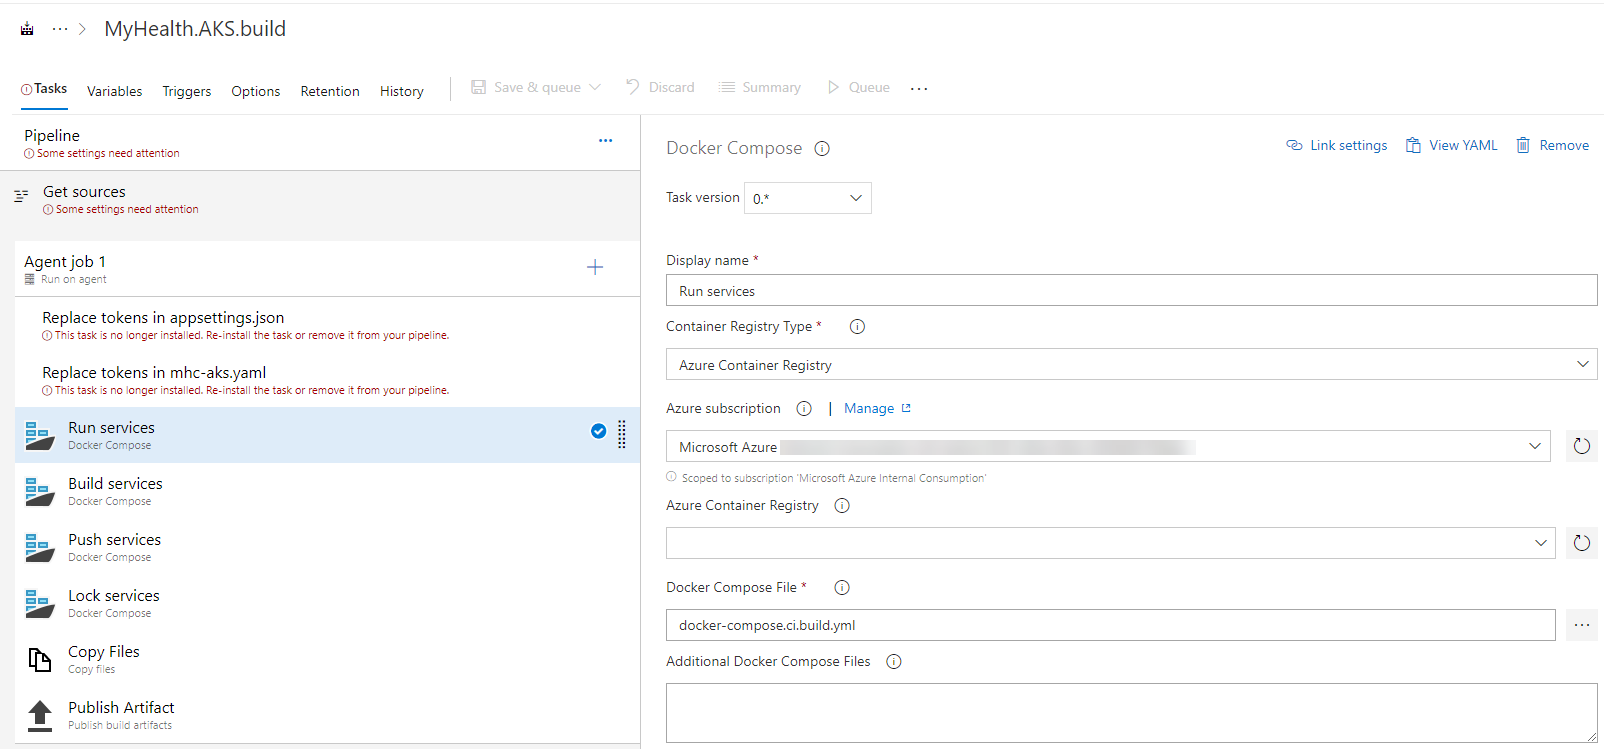 ··· > MyHealth.AKS.build
Tasks Variables Triggers Options Retention History Save & queue Discard Summary Queue ···
Pipeline ···
Some settings need attention
Get sources
Some settings need attention
Agent job 1 +
Run on agent
Replace tokens in appsettings.json
This task is no longer installed. Re-install the task or remove it from your pipeline.
Replace tokens in mhc-aks.yaml
This task is no longer installed. Re-install the task or remove it from your pipeline.
Run services
Docker Compose
Build services
Docker Compose
Push services
Docker Compose
Lock services
Docker Compose
Copy Files
Copy files
Publish Artifact
Publish build artifacts
Docker Compose Link settings View YAML Remove
Task version 0.*
Display name *
Run services
Container Registry Type *
Azure Container Registry
Azure subscription | Manage
Microsoft Azure
Scoped to subscription 'Microsoft Azure Internal Consumption'
Azure Container Registry
Docker Compose File *
docker-compose.ci.build.yml ···
Additional Docker Compose Files